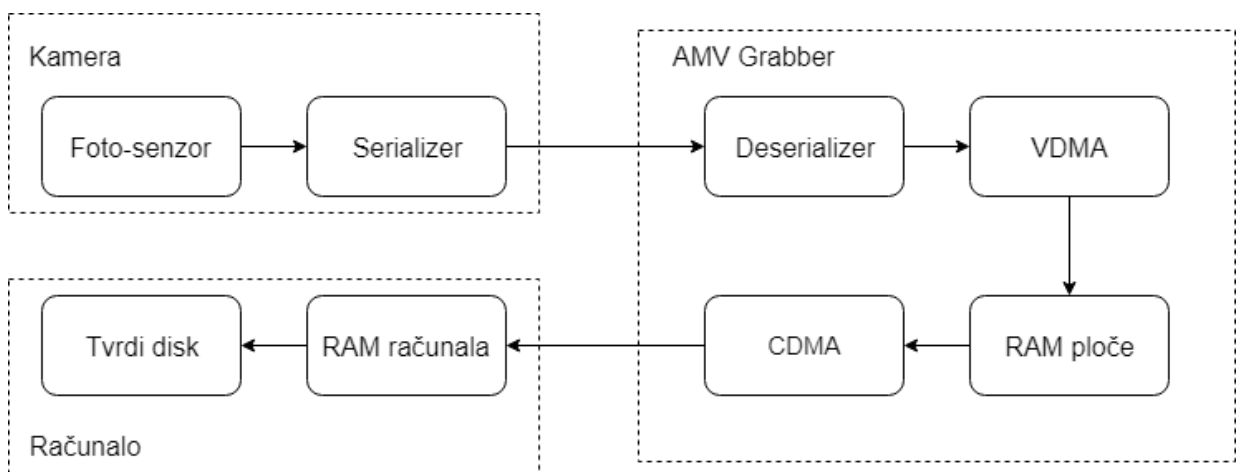 Kamera
Foto-senzor
Serializer
AMV Grabber
Deserializer
VDMA
RAM ploče
CDMA
RAM računala
Tvrdi disk
Računalo